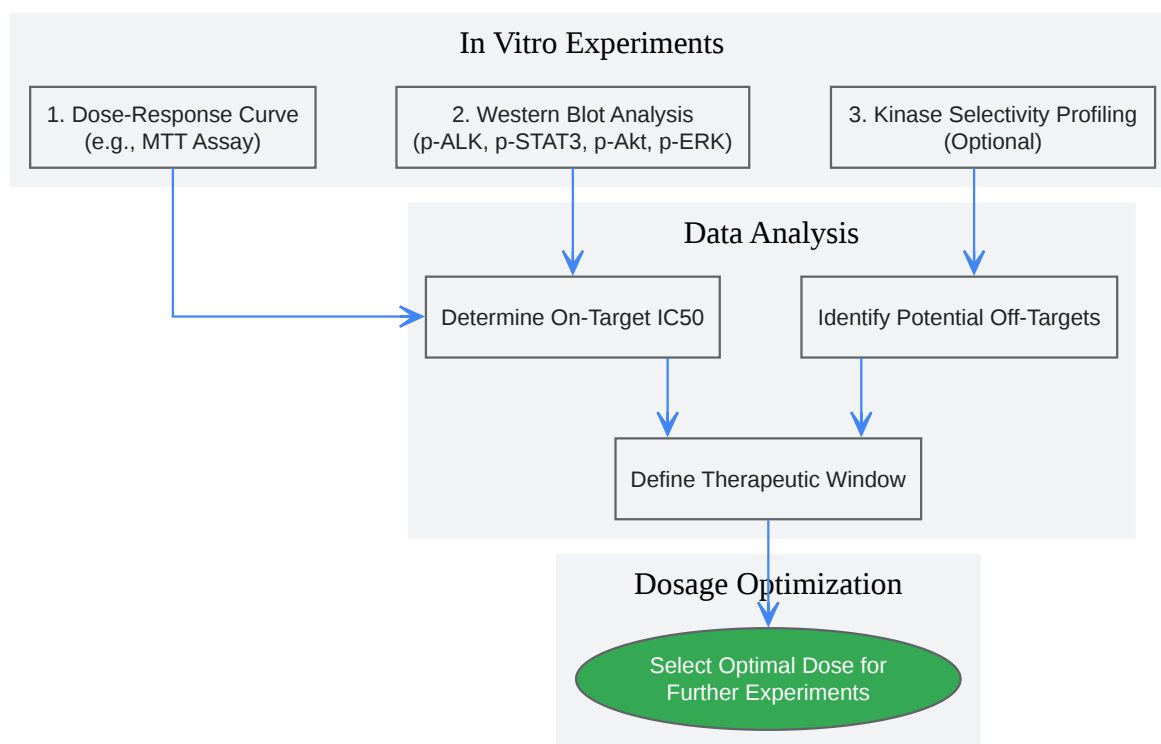 In Vitro Experiments
1. Dose-Response Curve
(e.g., MTT Assay)
2. Western Blot Analysis
(p-ALK, p-STAT3, p-Akt, p-ERK)
3. Kinase Selectivity Profiling
(Optional)
Data Analysis
Determine On-Target IC50
Identify Potential Off-Targets
Define Therapeutic Window
Dosage Optimization
Select Optimal Dose for
Further Experiments